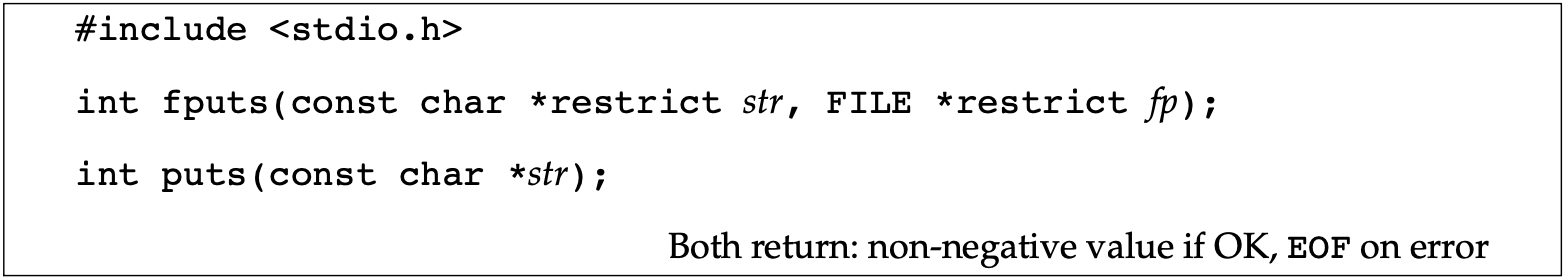 #include <stdio.h>
int fputs(const char *restrict str, FILE *restrict fp);
int puts(const char *str);
Both return: non-negative value if OK, EOF on error